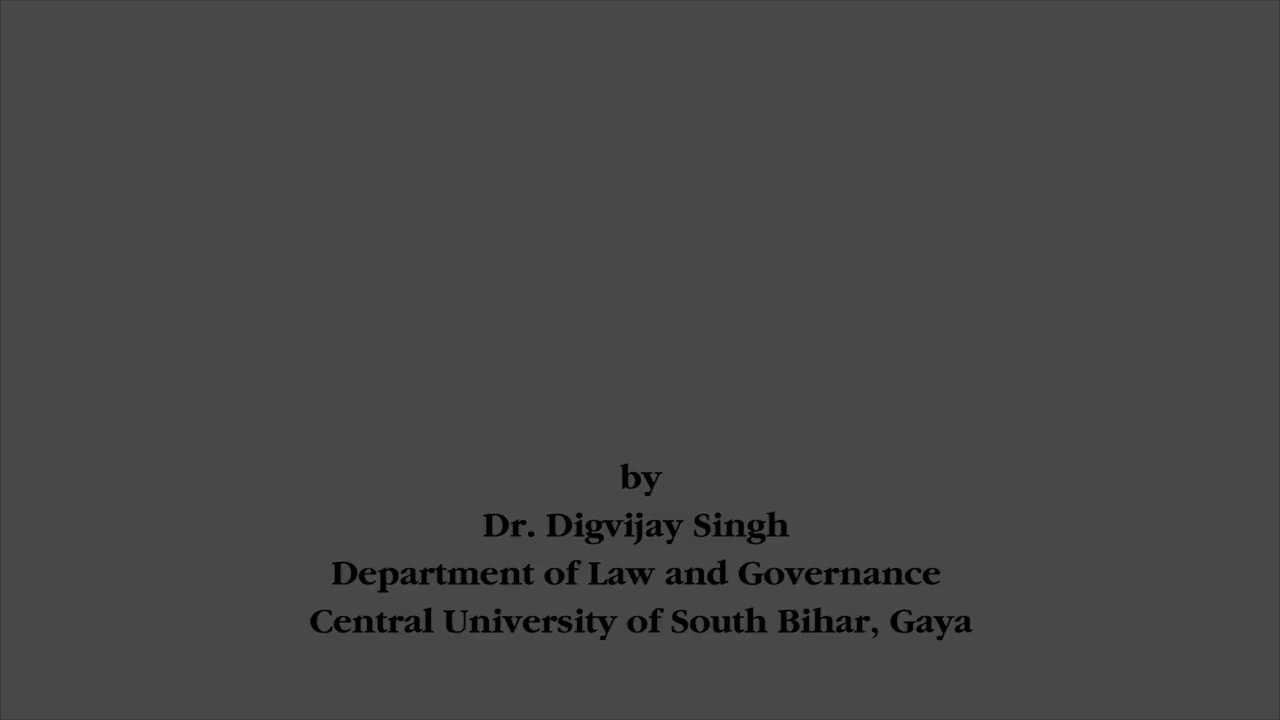 by
Dr. Digvijay Singh
Department of Law and Governance
Central University of South Bihar, Gaya